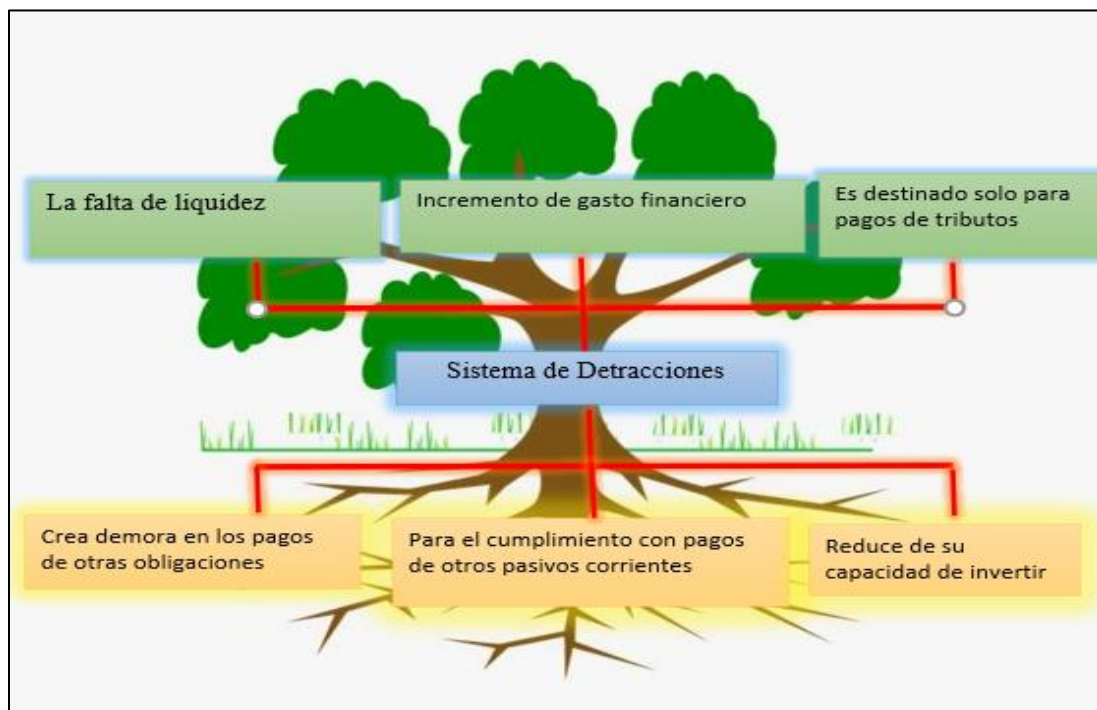 La falta de liquidez
Incremento de gasto financiero
Es destinado solo para
pagos de tributos
Sistema de Detracciones
Crea demora en los pagos
de otras obligaciones
Para el cumplimiento con pagos
de otros pasivos corrientes
Reduce de su
capacidad de invertir